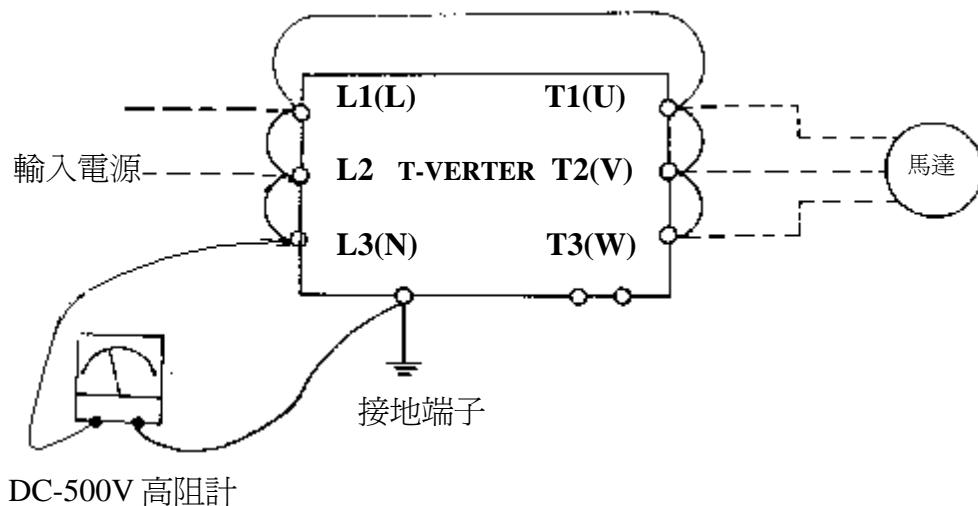 L1(L) T1(U)
輸入電源 L2 T-VERTER T2(V) 馬達
L3(N) T3(W)
接地端子
DC-500V 高阻計